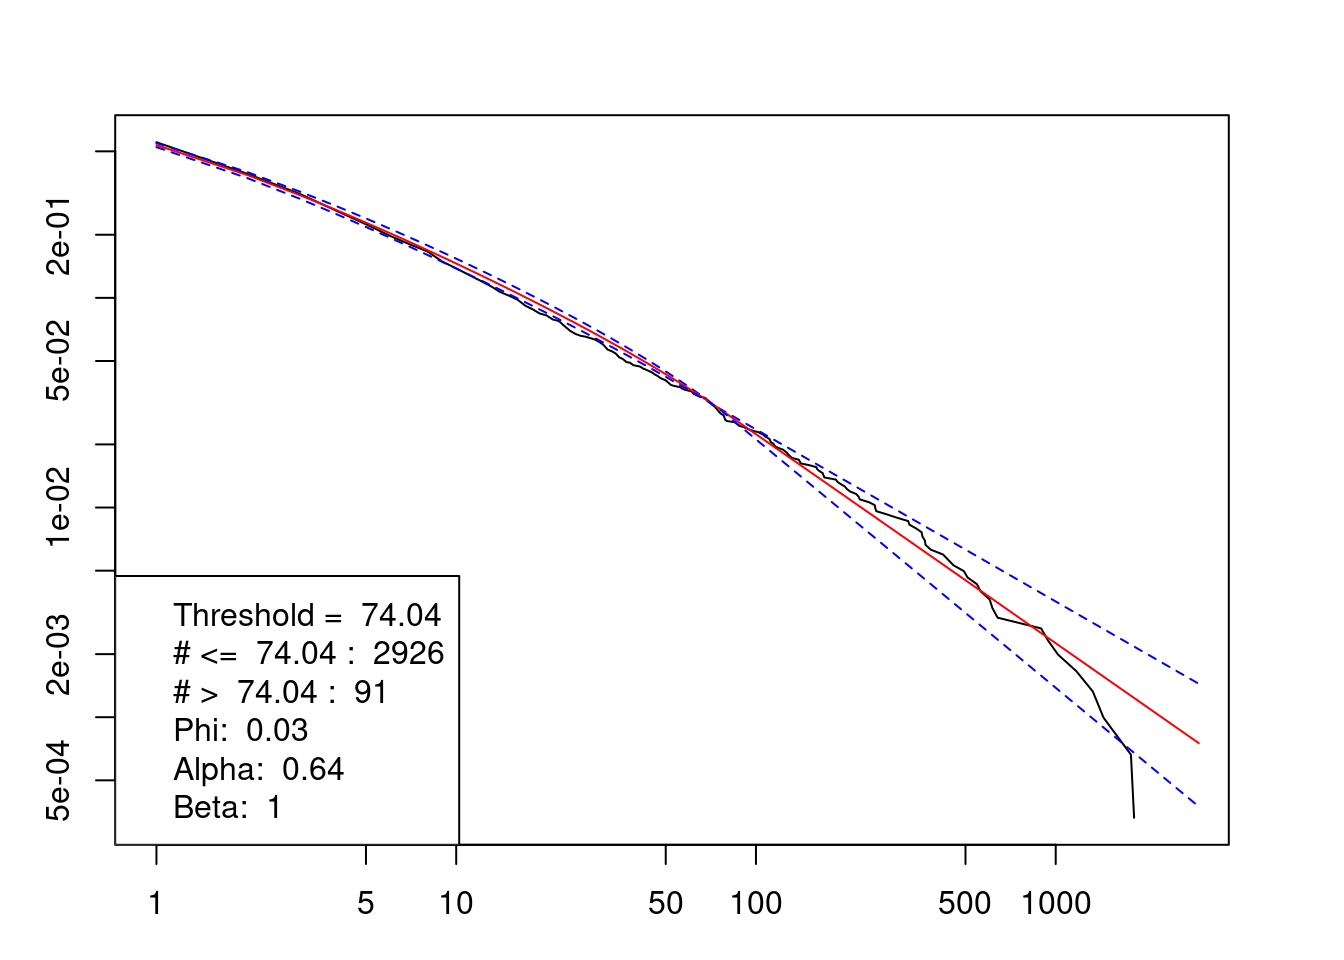 2e-01
5e-02
1e-02
2e-03
5e-04
Threshold = 74.04
# <= 74.04 : 2926
# > 74.04 : 91
Phi: 0.03
Alpha: 0.64
Beta: 1
1 5 10 50 100 500 1000